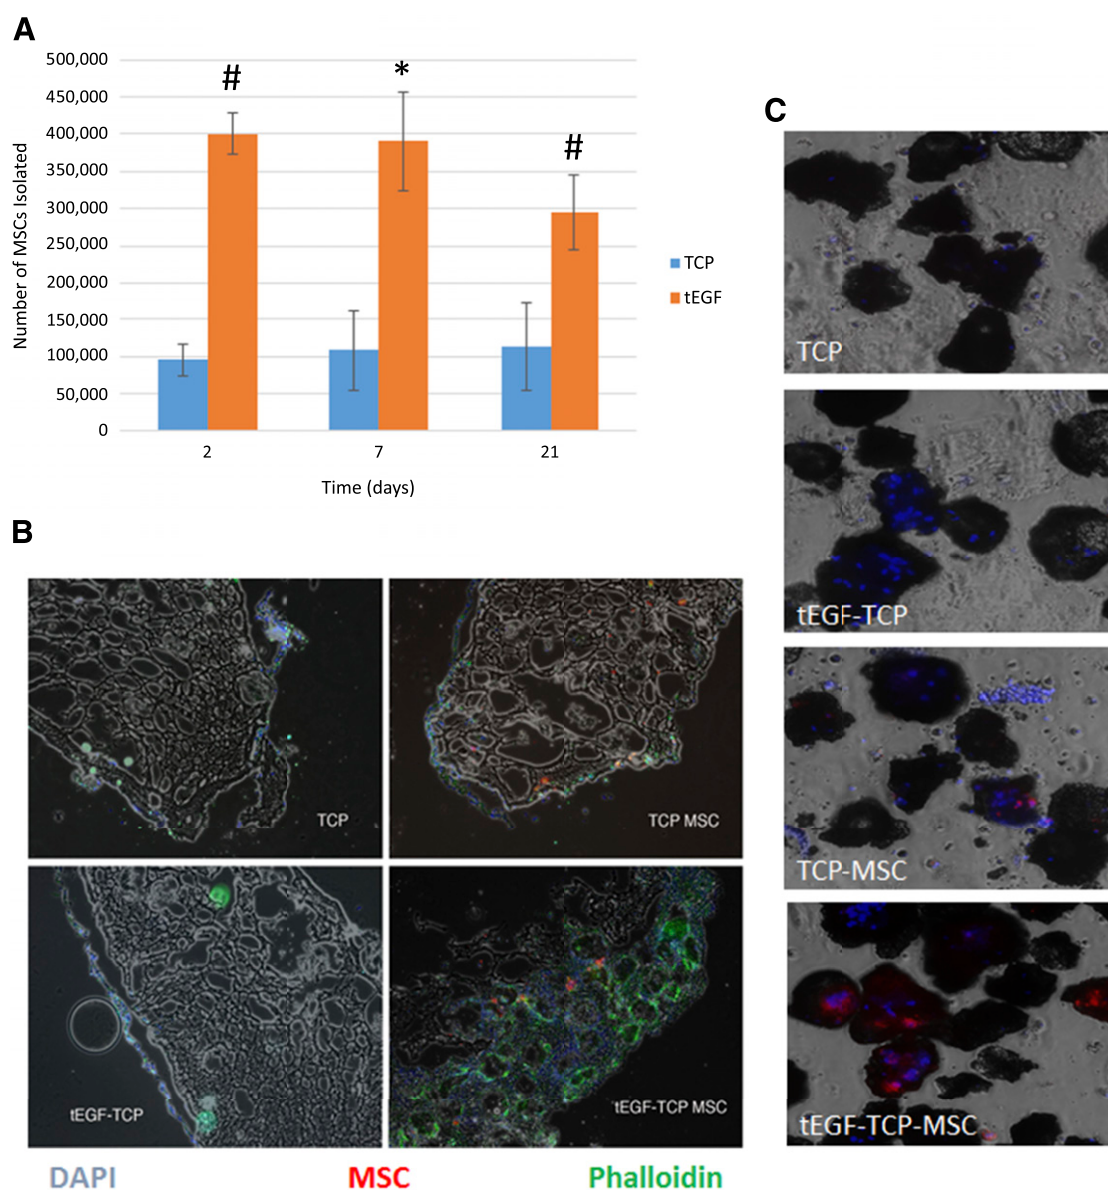 A
500,000
450,000
400,000
350,000
300,000
250,000
200,000
150,000
100,000
50,000
0
Number of MSCs Isolated
#
*
#
2
7
21
Time (days)
TCP
tEGF
B
TCP
TCP MSC
tEGF-TCP
tEGF-TCP MSC
DAPI
MSC
Phalloidin
C
TCP
tEGF-TCP
TCP-MSC
tEGF-TCP-MSC